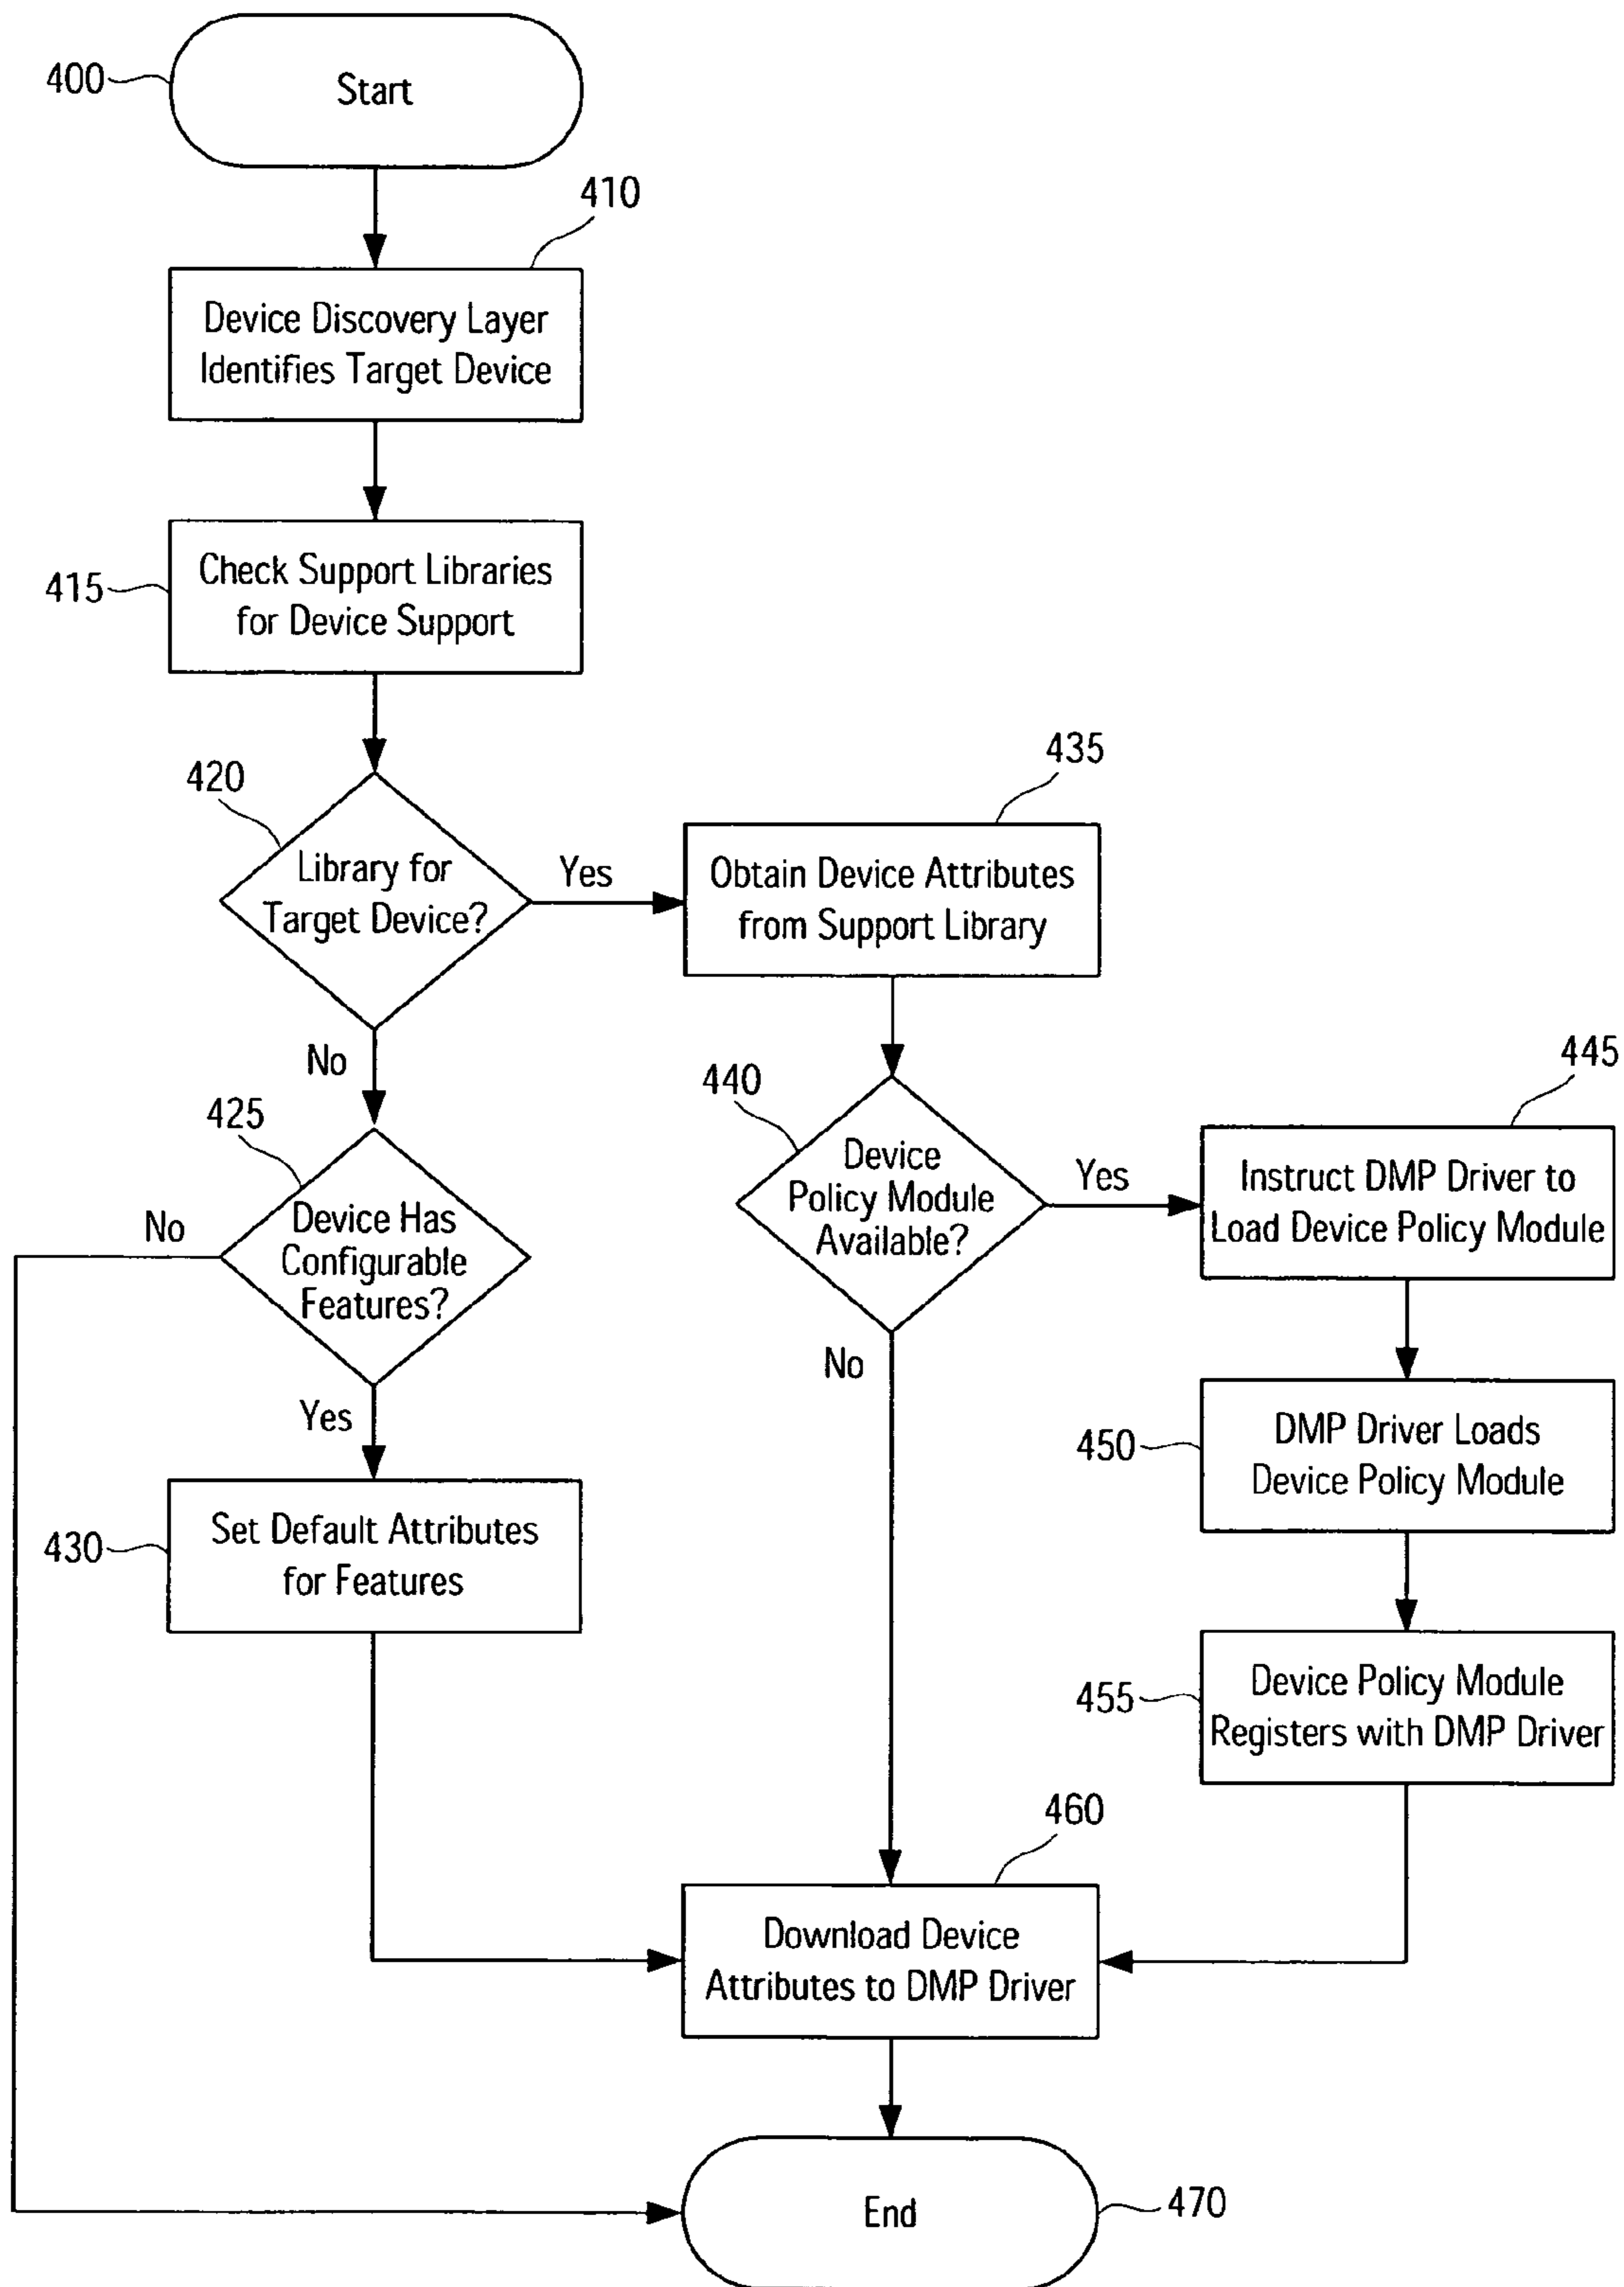 400
Start
410
Device Discovery Layer
Identifies Target Device
415
Check Support Libraries
for Device Support
420
Library for
Target Device?
Yes
No
435
Obtain Device Attributes
from Support Library
425
Device Has
Configurable
Features?
No
Yes
440
Device
Policy Module
Available?
Yes
No
445
Instruct DMP Driver to
Load Device Policy Module
430
Set Default Attributes
for Features
450
DMP Driver Loads
Device Policy Module
455
Device Policy Module
Registers with DMP Driver
460
Download Device
Attributes to DMP Driver
End
470